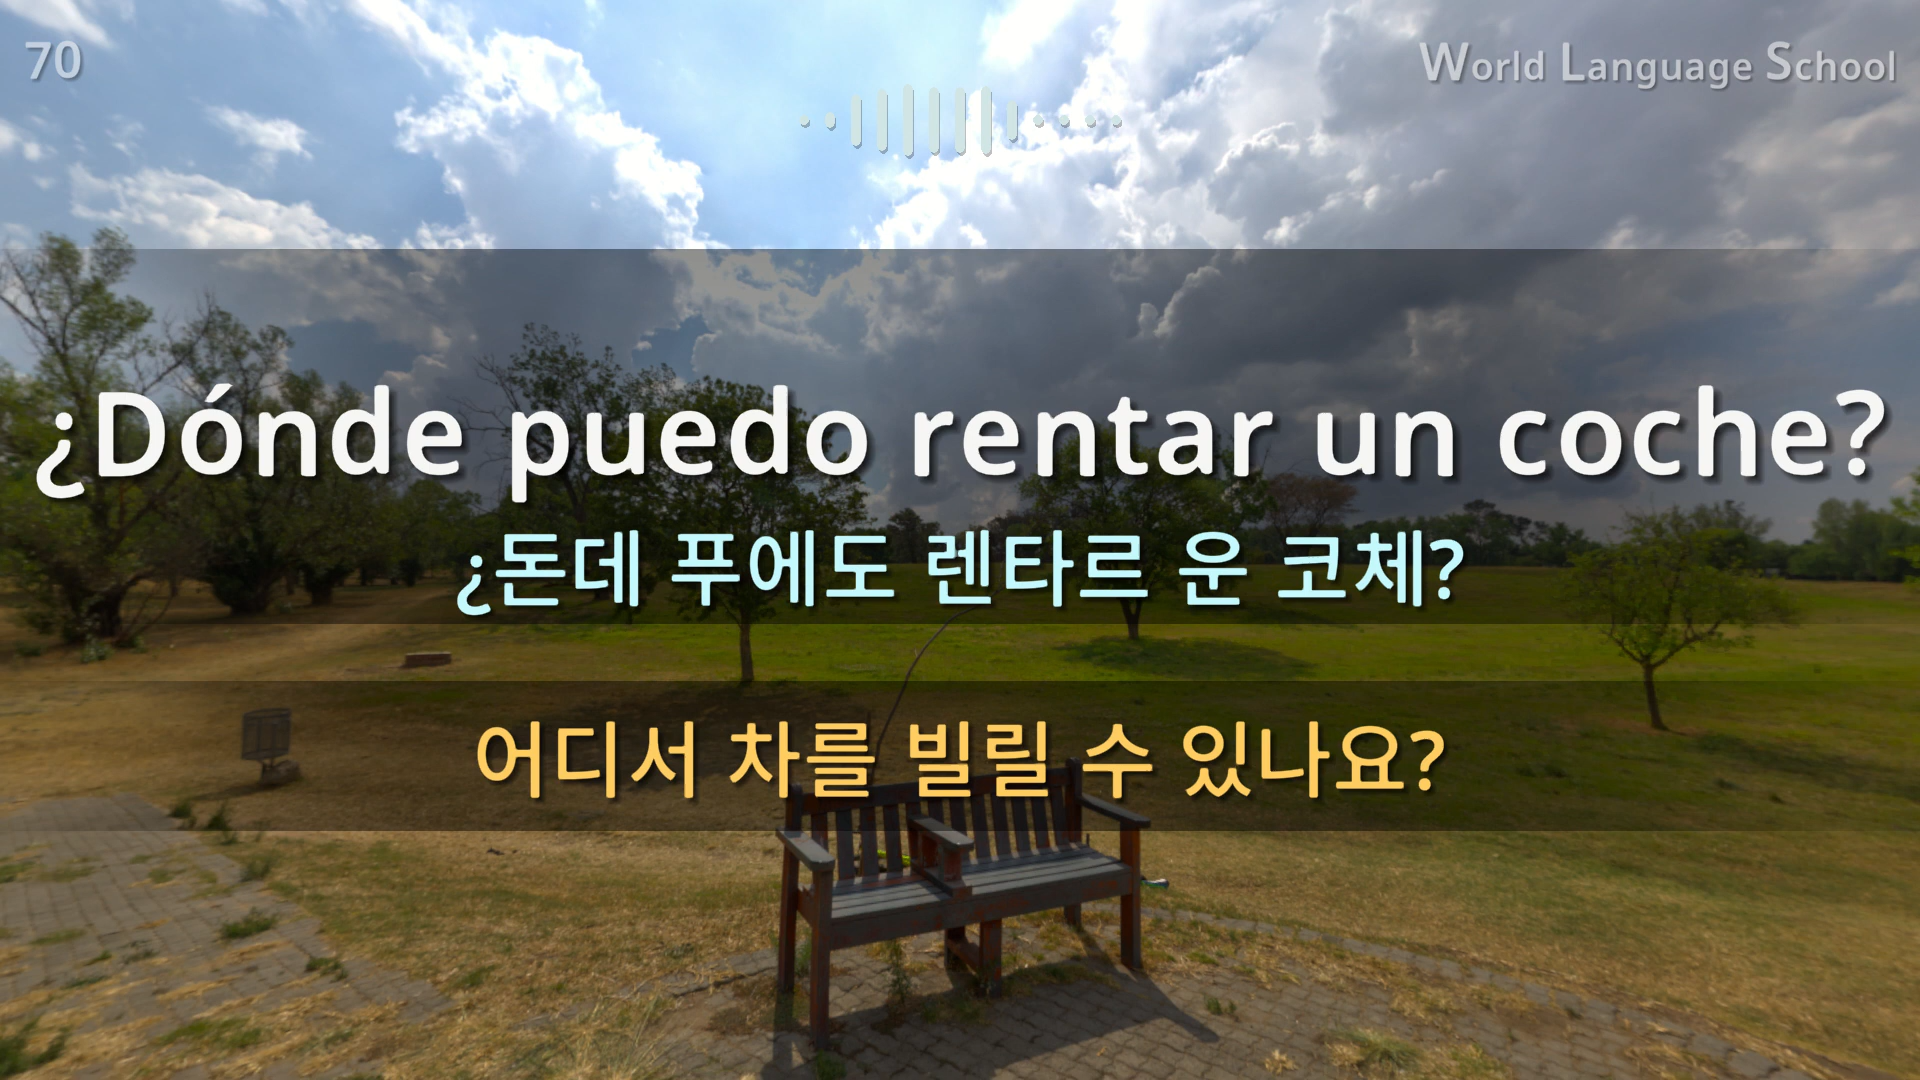 70
World Language School
¿Dónde puedo rentar un coche?
¿돈데 푸에도 렌타르 운 코체?
어디서 차를 빌릴 수 있나요?